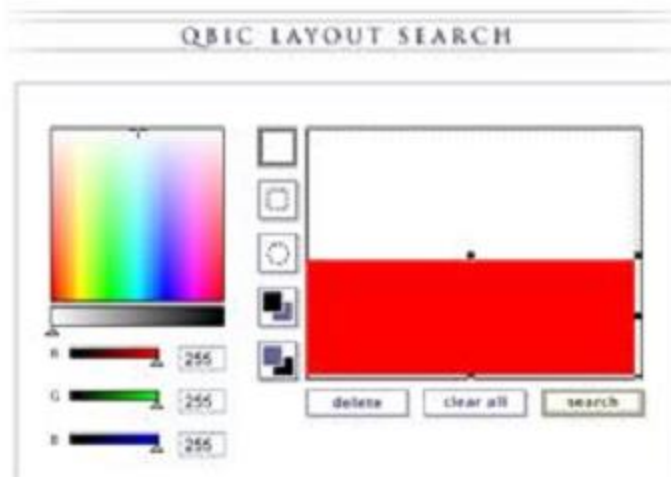 QBIC LAYOUT SEARCH
R 255
G 255
B 255
delete clear all search